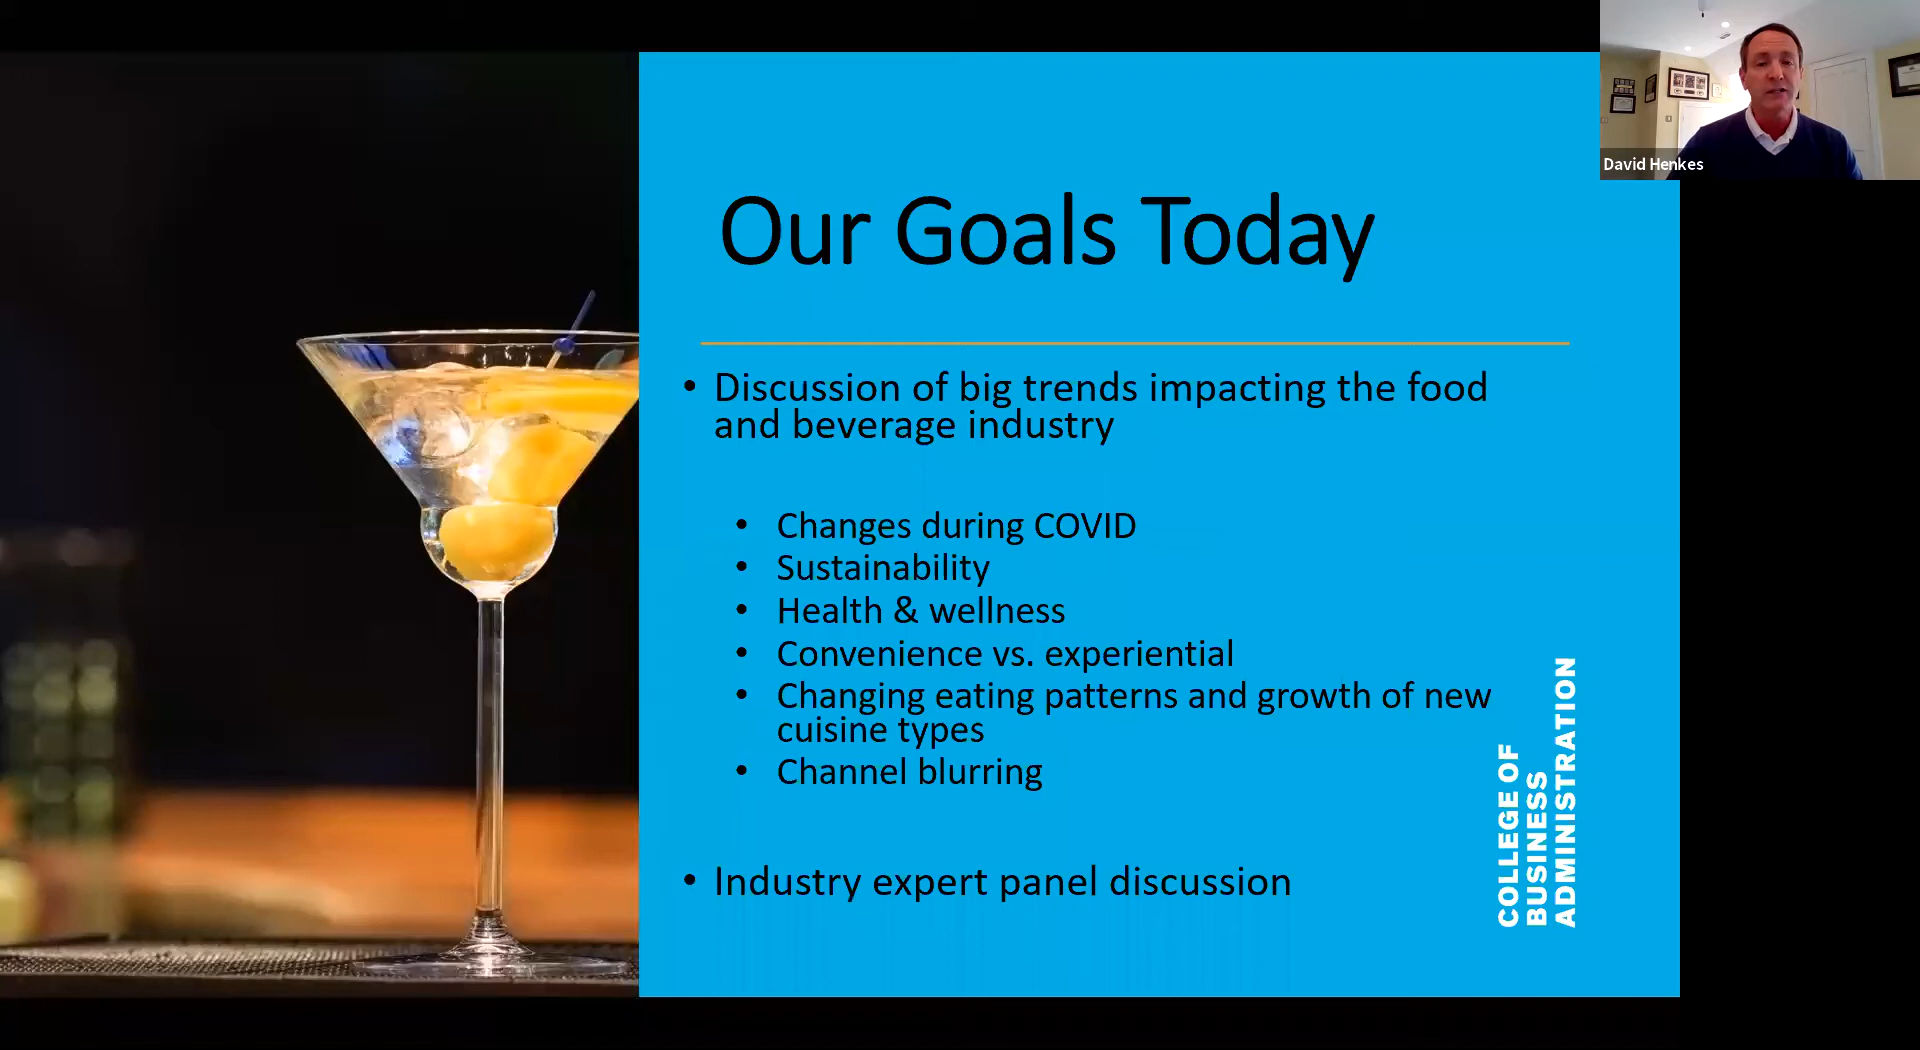 David Henkes
Our Goals Today
• Discussion of big trends impacting the food
and beverage industry
• Changes during COVID
• Sustainability
• Health & wellness
• Convenience vs. experiential
• Changing eating patterns and growth of new
cuisine types
• Channel blurring
• Industry expert panel discussion
COLLEGE OF
BUSINESS
ADMINISTRATION